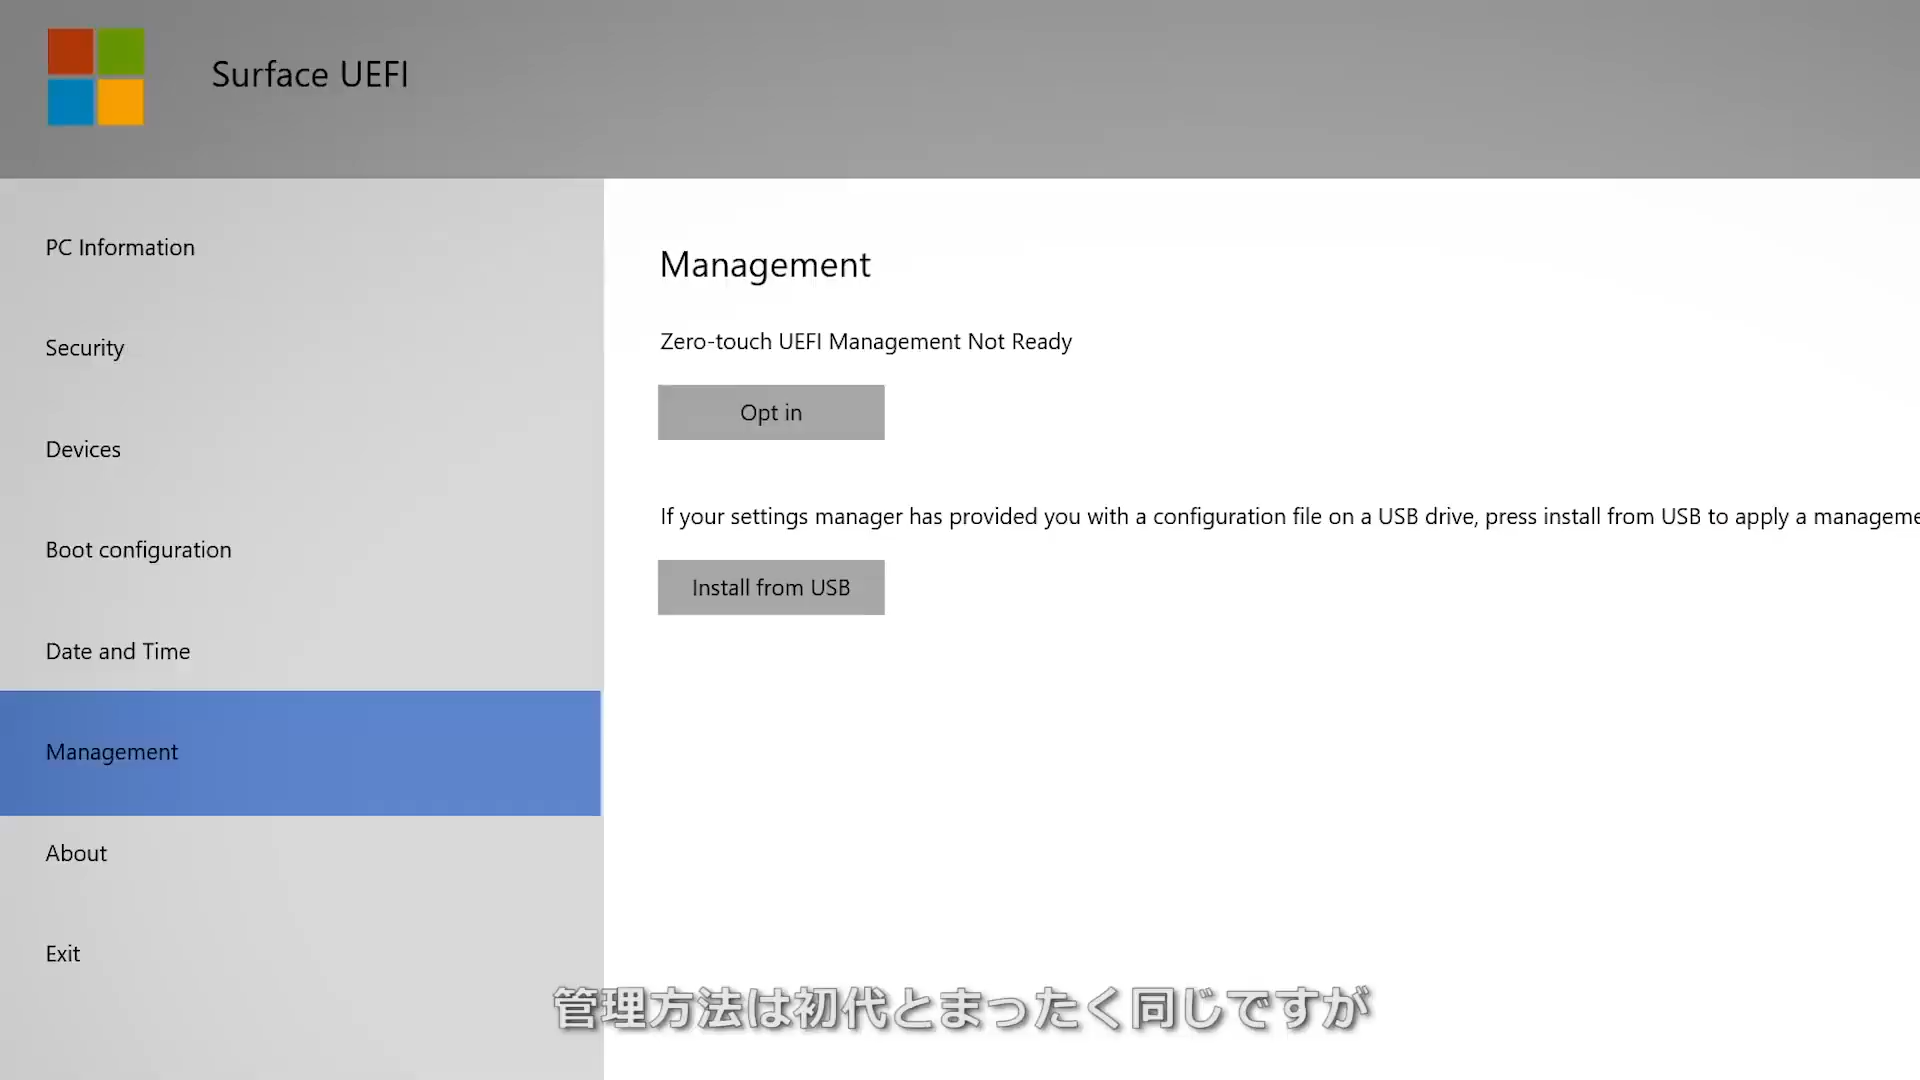 Surface UEFI
PC Information
Security
Devices
Boot configuration
Date and Time
Management
About
Exit
Management
Zero-touch UEFI Management Not Ready
Opt in
If your settings manager has provided you with a configuration file on a USB drive, press install from USB to apply a manageme
Install from USB
管理方法は初代とまったく同じですが